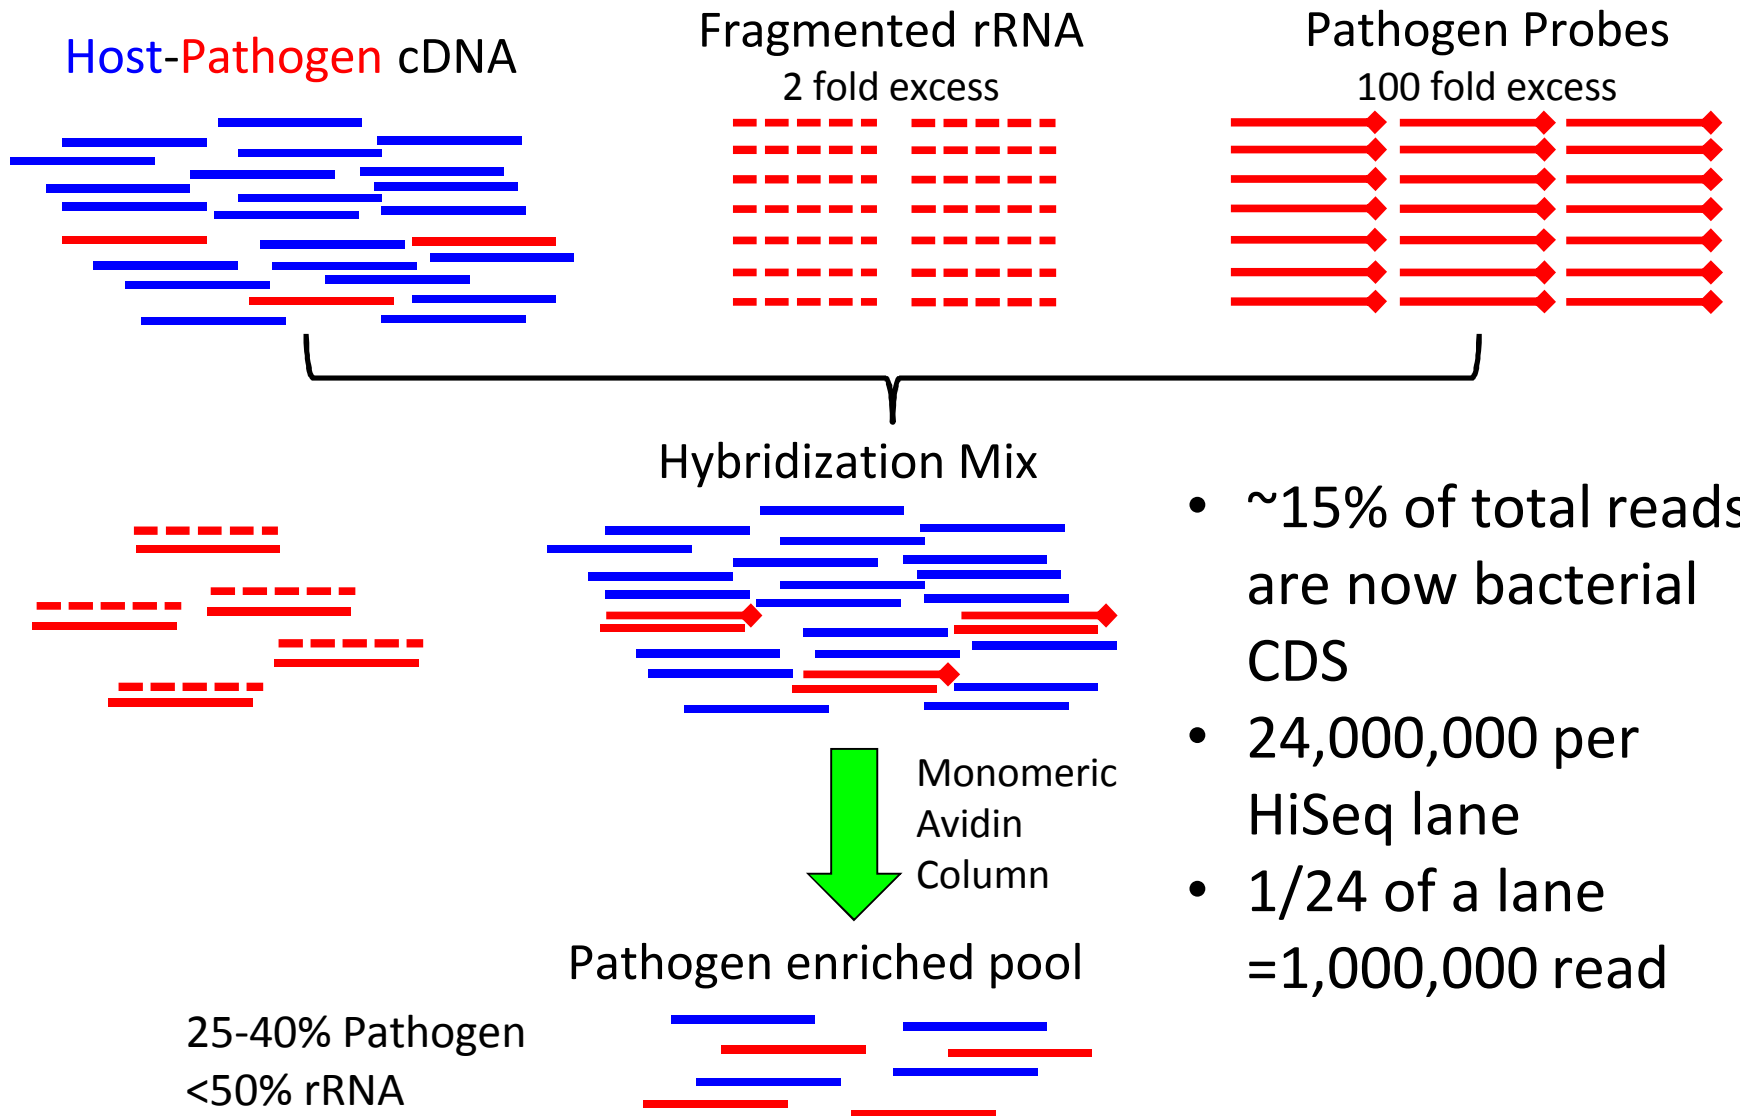 Host-Pathogen cDNA
Fragmented rRNA
2 fold excess
Pathogen Probes
100 fold excess
Hybridization Mix
• ~15% of total reads
are now bacterial
CDS
• 24,000,000 per
HiSeq lane
• 1/24 of a lane
=1,000,000 read
Monomeric
Avidin
Column
Pathogen enriched pool
25-40% Pathogen
<50% rRNA